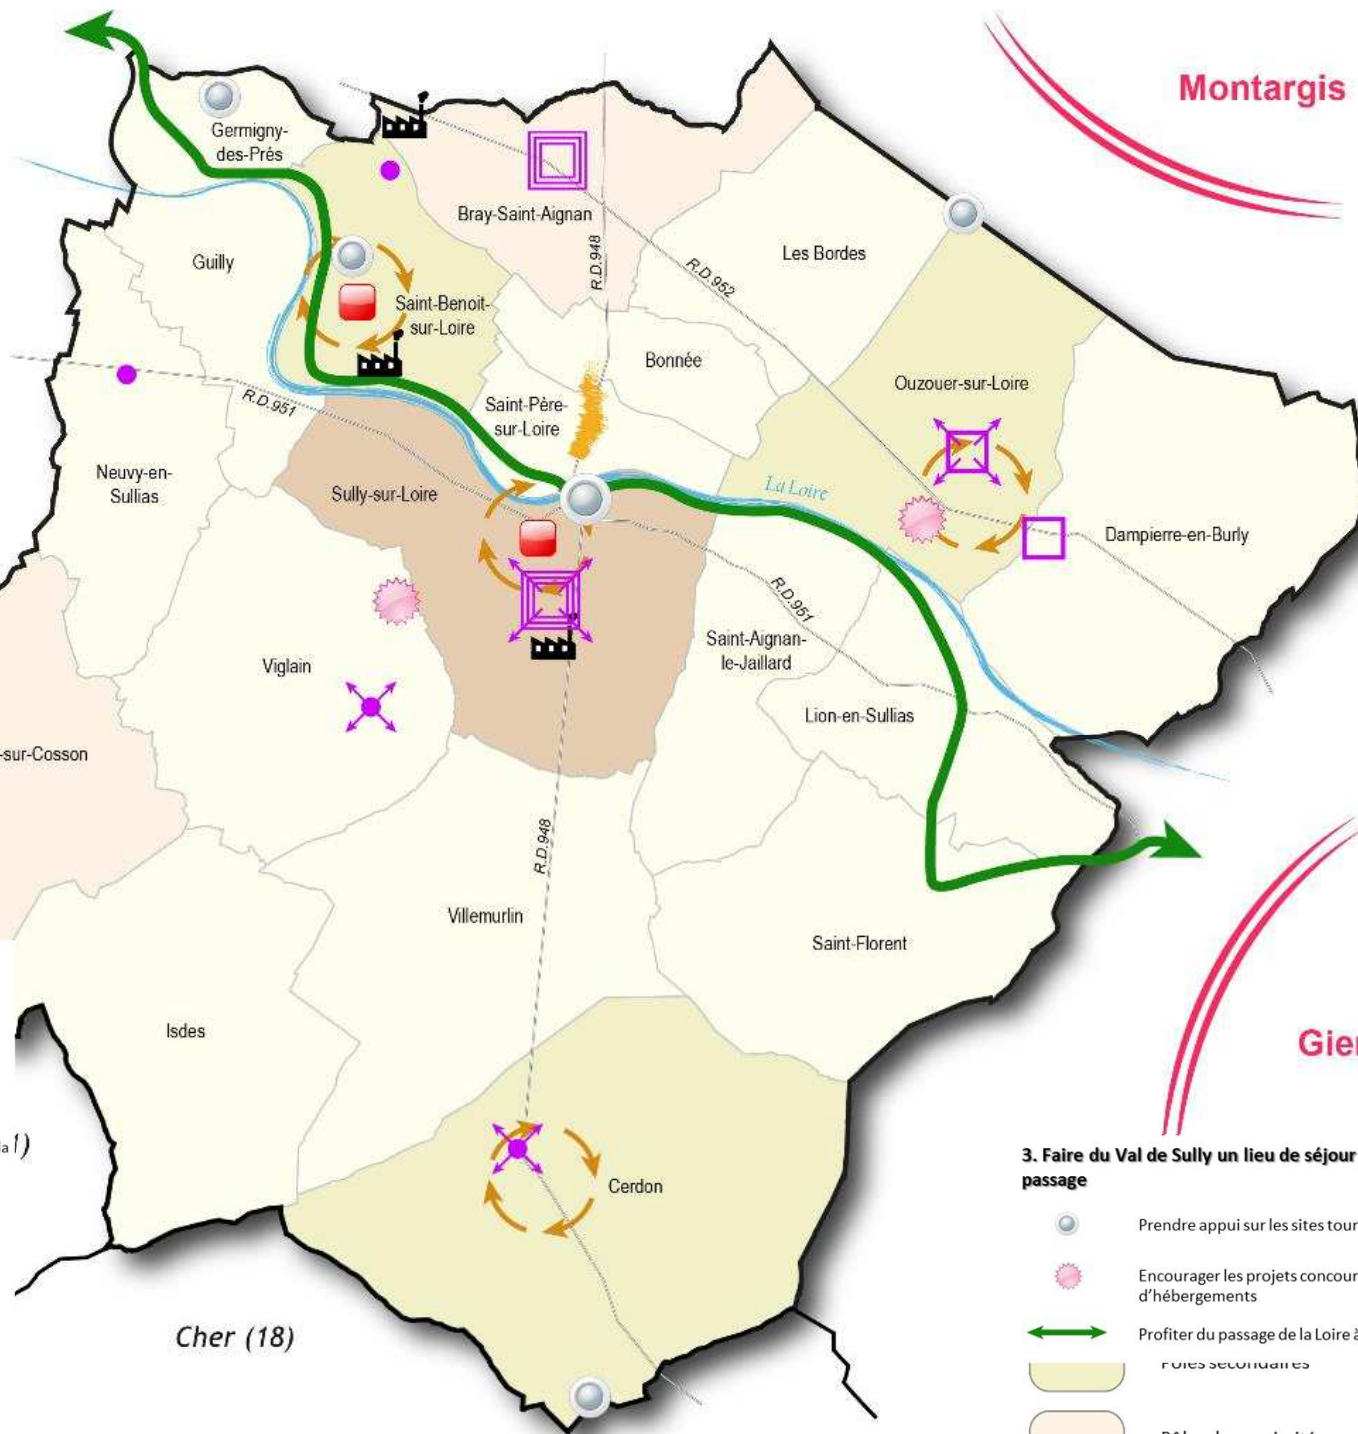 Montargis
Germigny-
des-Prés
Bray-Saint-Aignan
R.D.948
R.D.952
Les Bordes
Guilly
Saint-Benoit-
sur-Loire
Bonnée
Ouzouer-sur-Loire
R.D.951
Saint-Père-
sur-Loire
Neuvy-en-
Sullias
Sully-sur-Loire
La Loire
Dampierre-en-Burly
R.D.951
Saint-Aignan-
le-Jaillard
Viglain
Lion-en-Sullias
-sur-Cosson
R.D.948
Villemurlin
Saint-Florent
Isdes
Gien
Cerdon
Cher (18)
3. Faire du Val de Sully un lieu de séjour
passage
Prendre appui sur les sites tour
Encourager les projets concour
d'hébergements
Profiter du passage de la Loire à
Pôles secondaires